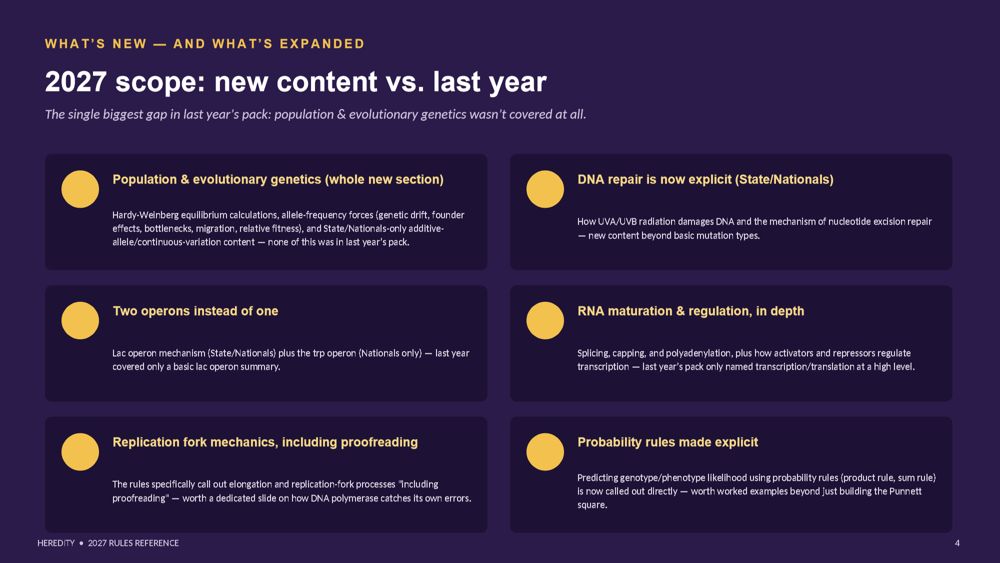 WHAT'S NEW — AND WHAT'S EXPANDED
2027 scope: new content vs. last year
The single biggest gap in last year's pack: population & evolutionary genetics wasn't covered at all.
Population & evolutionary genetics (whole new section)
Hardy-Weinberg equilibrium calculations, allele-frequency forces (genetic drift, founder
effects, bottlenecks, migration, relative fitness), and State/Nationals-only additive-
allele/continuous-variation content — none of this was in last year's pack.
DNA repair is now explicit (State/Nationals)
How UVA/UVB radiation damages DNA and the mechanism of nucleotide excision repair
— new content beyond basic mutation types.
Two operons instead of one
Lac operon mechanism (State/Nationals) plus the trp operon (Nationals only) — last year
covered only a basic lac operon summary.
RNA maturation & regulation, in depth
Splicing, capping, and polyadenylation, plus how activators and repressors regulate
transcription — last year's pack only named transcription/translation at a high level.
Replication fork mechanics, including proofreading
The rules specifically call out elongation and replication-fork processes "including
proofreading" — worth a dedicated slide on how DNA polymerase catches its own errors.
Probability rules made explicit
Predicting genotype/phenotype likelihood using probability rules (product rule, sum rule)
is now called out directly — worth worked examples beyond just building the Punnett
square.
HEREDITY • 2027 RULES REFERENCE
4